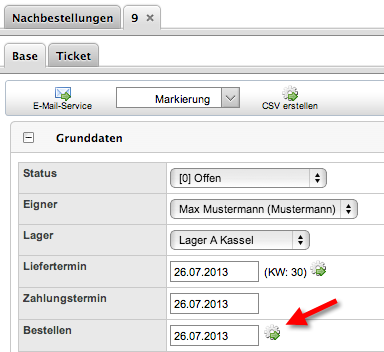 Nachbestellungen 9 ×
Base Ticket
E-Mail-Service Markierung CSV erstellen
Grunddaten
Status [0] Offen
Eigner Max Mustermann (Mustermann)
Lager Lager A Kassel
Liefertermin 26.07.2013 (KW: 30)
Zahlungstermin 26.07.2013
Bestellen 26.07.2013